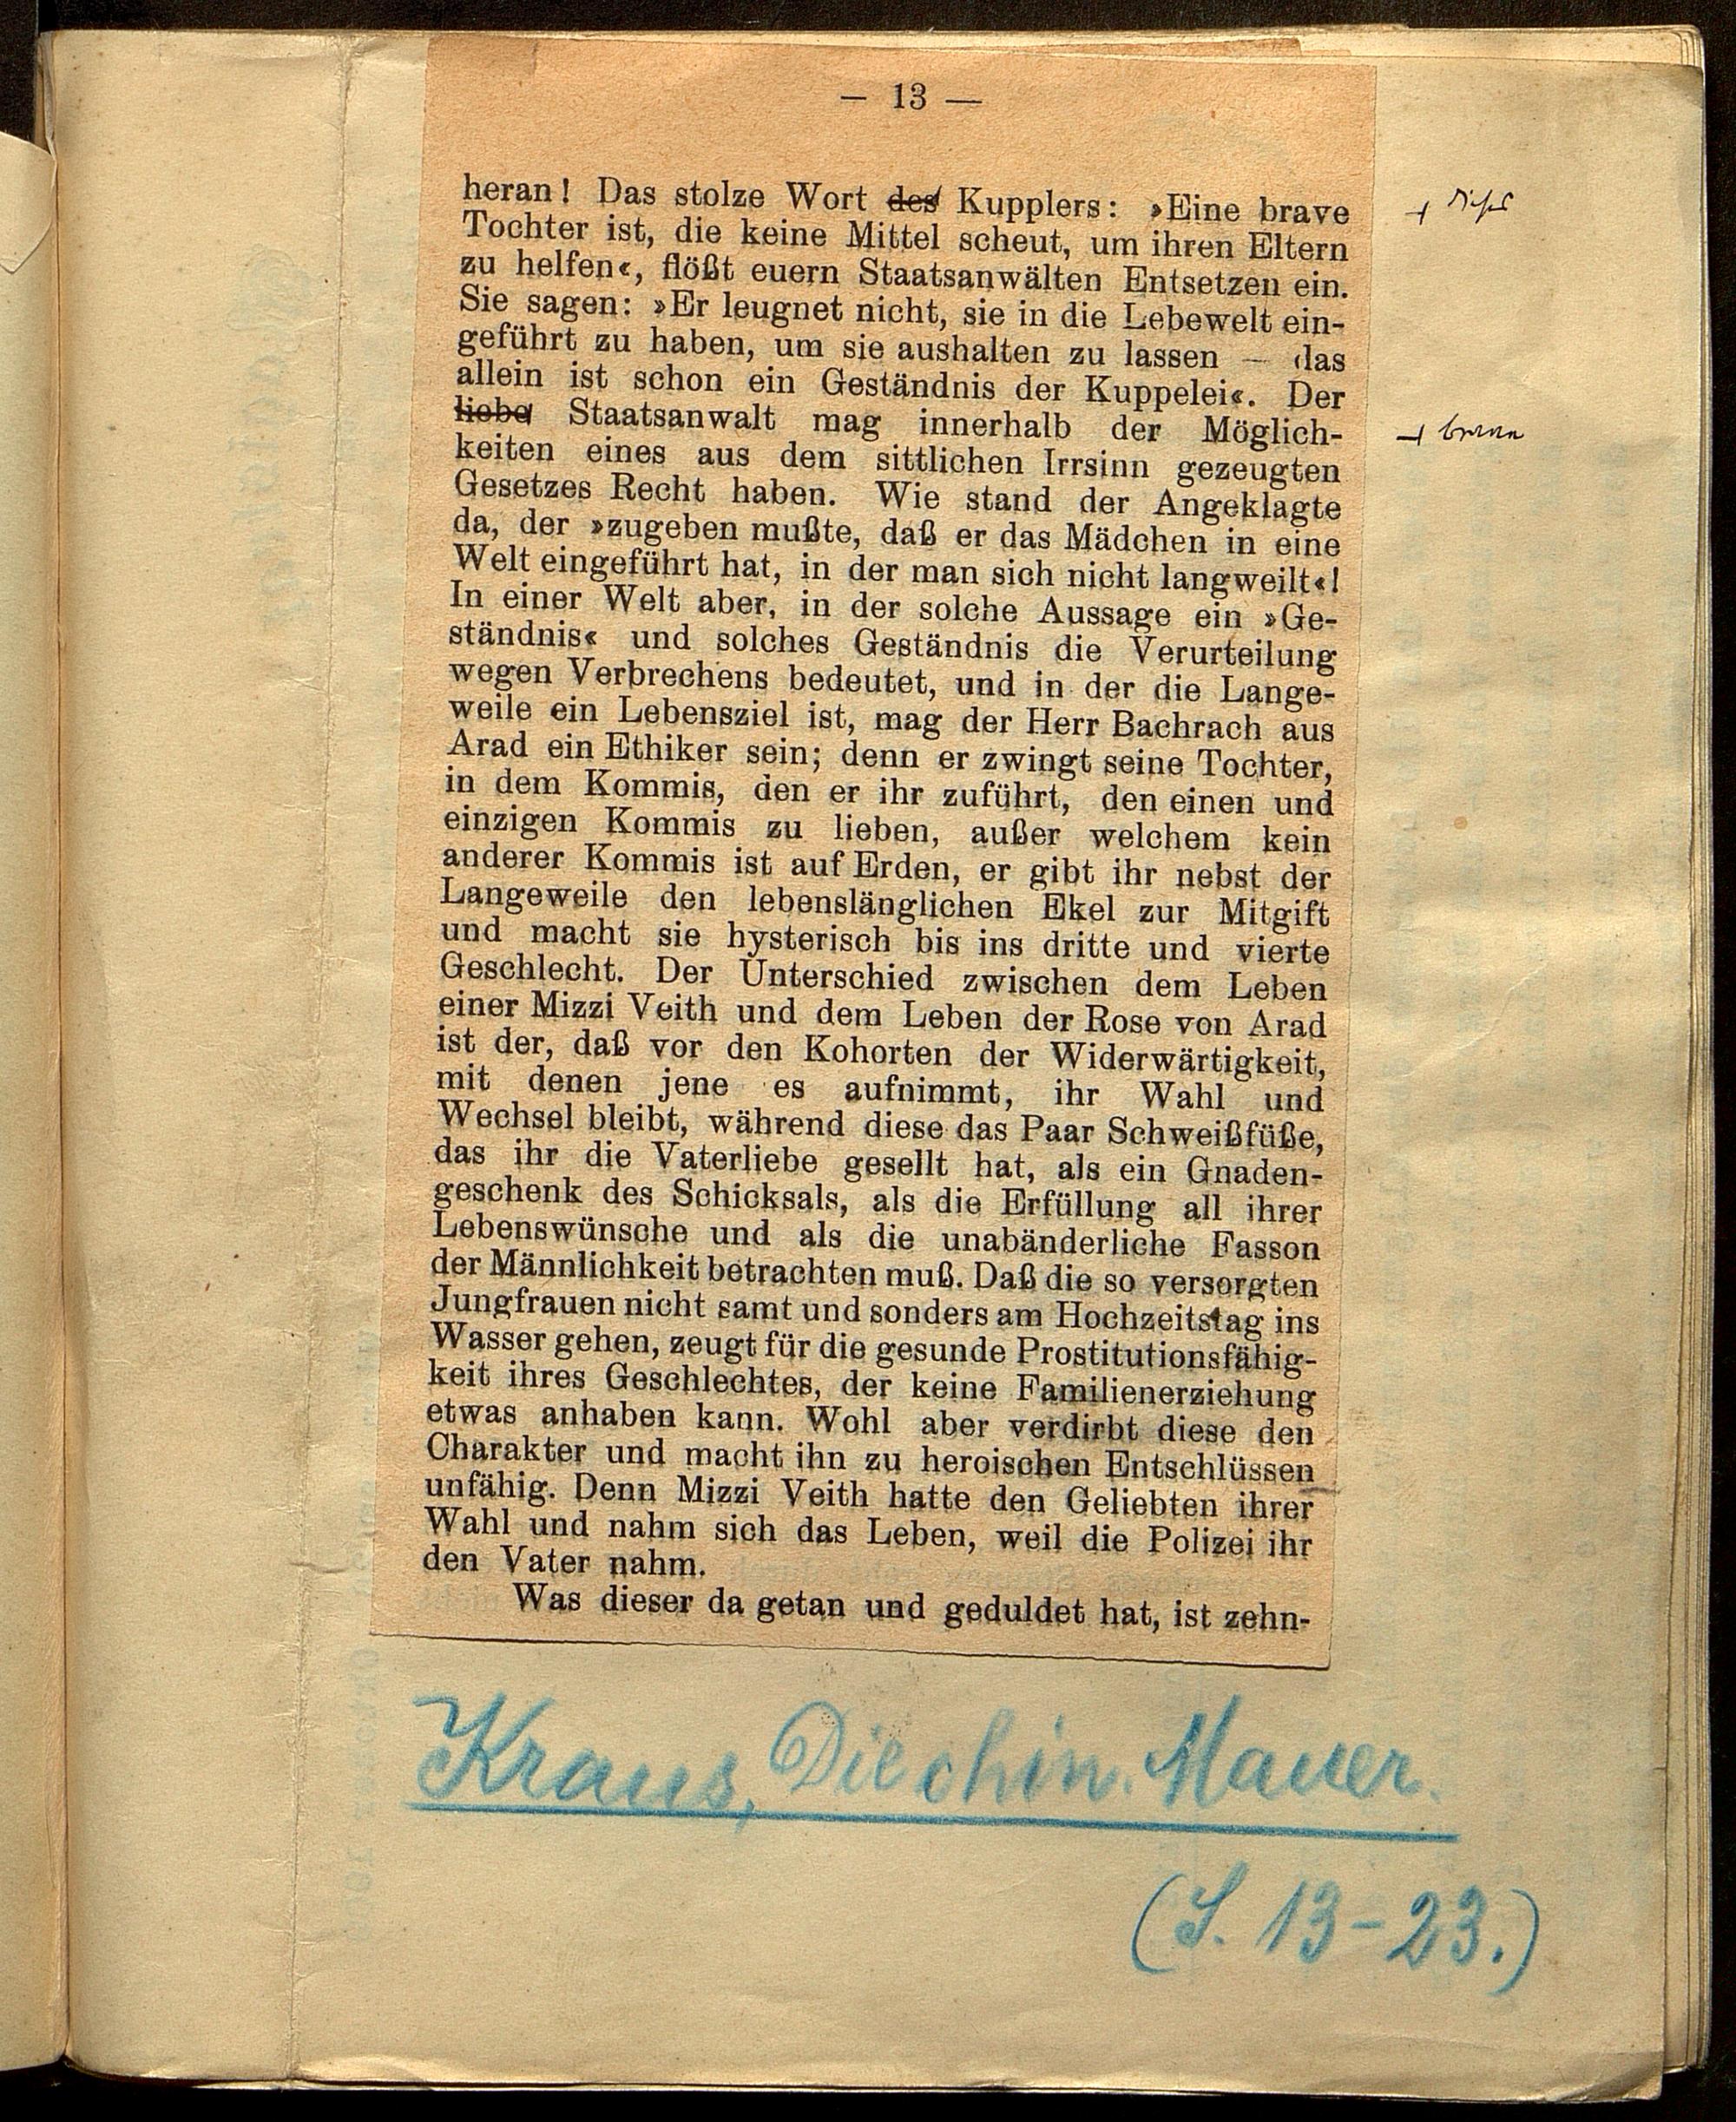 — 13 —
heran! Das stolze Wort des Kupplers: »Eine brave
dieses
Tochter ist, die keine Mittel scheut, um ihren Eltern
zu helfen«, flößt euern Staatsanwälten Entsetzen ein.
Sie sagen: »Er leugnet nicht, sie in die Lebewelt ein-
geführt zu haben, um sie aushalten zu lassen — das
allein ist schon ein Geständnis der Kuppelei«. Der
liebe Staatsanwalt mag innerhalb der Möglich-
brave
keiten eines aus dem sittlichen Irrsinn gezeugten
Gesetzes Recht haben. Wie stand der Angeklagte
da, der »zugeben mußte, daß er das Mädchen in eine
Welt eingeführt hat, in der man sich nicht langweilt«!
In einer Welt aber, in der solche Aussage ein »Ge-
ständnis« und solches Geständnis die Verurteilung
wegen Verbrechens bedeutet, und in der die Lange-
weile ein Lebensziel ist, mag der Herr Bachrach aus
Arad ein Ethiker sein; denn er zwingt seine Tochter,
in dem Kommis, den er ihr zuführt, den einen und
einzigen Kommis zu lieben, außer welchem kein
anderer Kommis ist auf Erden, er gibt ihr nebst der
Langeweile den lebenslänglichen Ekel zur Mitgift
und macht sie hysterisch bis ins dritte und vierte
Geschlecht. Der Unterschied zwischen dem Leben
einer Mizzi Veith und dem Leben der Rose von Arad
ist der, daß vor den Kohorten der Widerwärtigkeit,
mit denen jene es aufnimmt, ihr Wahl und
Wechsel bleibt, während diese das Paar Schweißfüße,
das ihr die Vaterliebe gesellt hat, als ein Gnaden-
geschenk des Schicksals, als die Erfüllung all ihrer
Lebenswünsche und als die unabänderliche Fasson
der Männlichkeit betrachten muß. Daß die so versorgten
Jungfrauen nicht samt und sonders am Hochzeitstag ins
Wasser gehen, zeugt für die gesunde Prostitutionsfähig-
keit ihres Geschlechtes, der keine Familienerziehung
etwas anhaben kann. Wohl aber verdirbt diese den
Charakter und macht ihn zu heroischen Entschlüssen
unfähig. Denn Mizzi Veith hatte den Geliebten ihrer
Wahl und nahm sich das Leben, weil die Polizei ihr
den Vater nahm.
Was dieser da getan und geduldet hat, ist zehn-
Kraus, Die chin. Mauer.
(S. 13-23.)